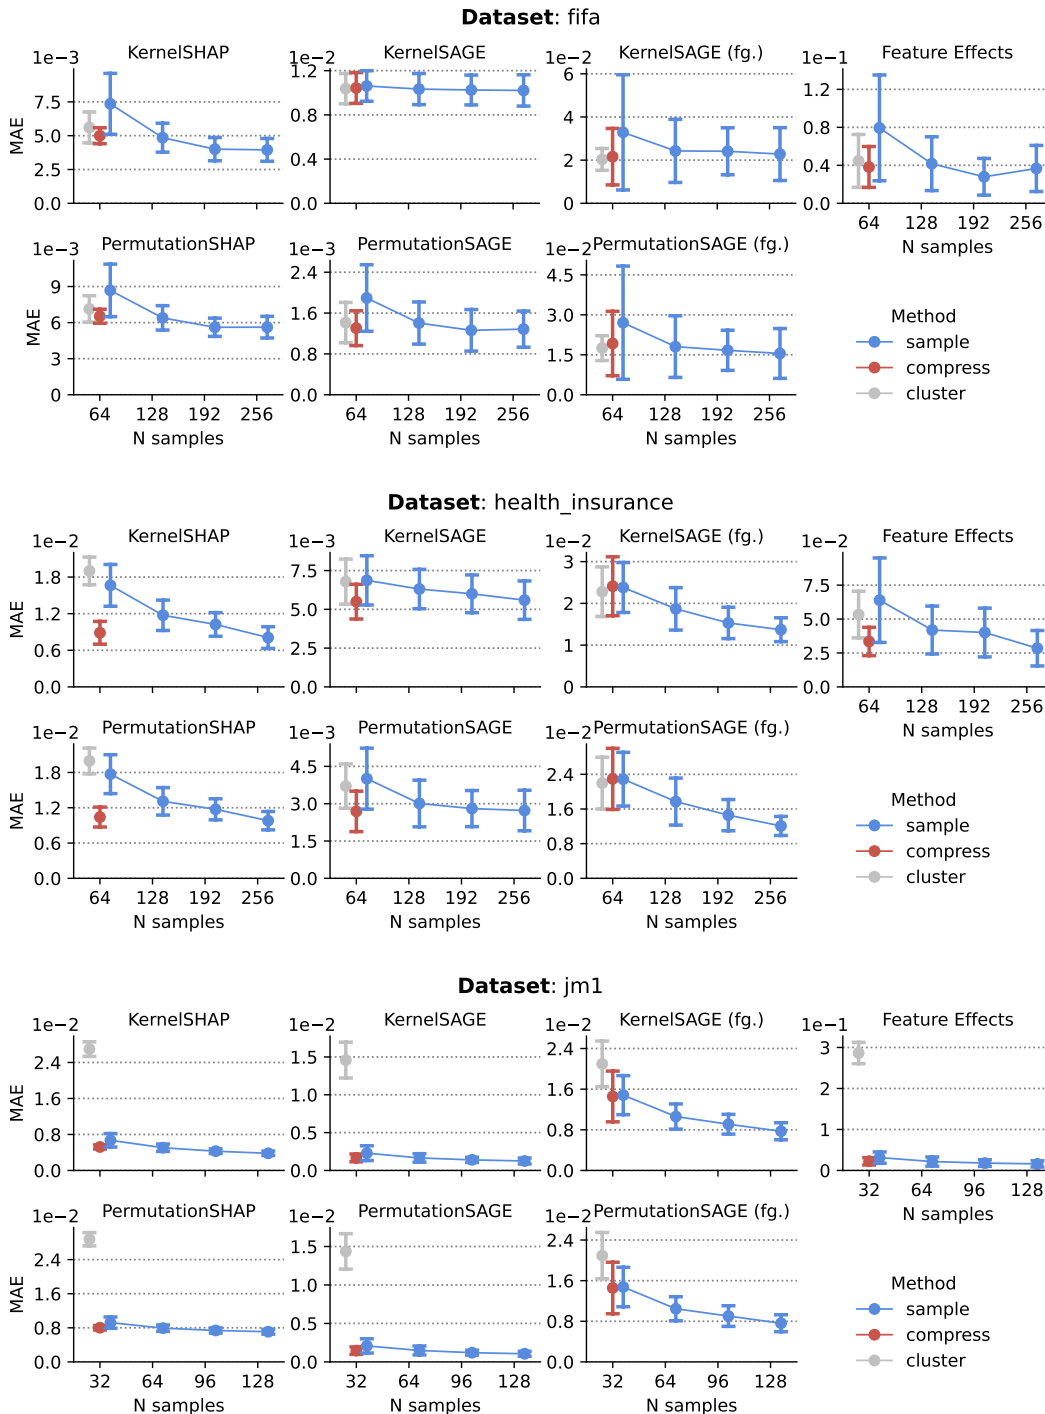 Dataset: fifa
KernelSHAP
KernelSAGE
KernelSAGE (fg.)
Feature Effects
1e−3
1e−2
1e−2
1e−1
MAE
7.5
5.0
2.5
0.0
1.2
0.8
0.4
0.0
6
4
2
0
1.2
0.8
0.4
0.0
64 128 192 256
N samples
PermutationSHAP
PermutationSAGE
PermutationSAGE (fg.)
1e−3
1e−3
1e−2
MAE
9
6
3
0
2.4
1.6
0.8
0.0
4.5
3.0
1.5
0.0
64 128 192 256
64 128 192 256
64 128 192 256
N samples
N samples
N samples
Method
sample
compress
cluster
Dataset: health_insurance
KernelSHAP
KernelSAGE
KernelSAGE (fg.)
Feature Effects
1e−2
1e−3
1e−2
1e−2
MAE
1.8
1.2
0.6
0.0
7.5
5.0
2.5
0.0
3
2
1
0
7.5
5.0
2.5
0.0
64 128 192 256
N samples
PermutationSHAP
PermutationSAGE
PermutationSAGE (fg.)
1e−2
1e−3
1e−2
MAE
1.8
1.2
0.6
0.0
4.5
3.0
1.5
0.0
2.4
1.6
0.8
0.0
64 128 192 256
64 128 192 256
64 128 192 256
N samples
N samples
N samples
Method
sample
compress
cluster
Dataset: jm1
KernelSHAP
KernelSAGE
KernelSAGE (fg.)
Feature Effects
1e−2
1e−2
1e−2
1e−1
MAE
2.4
1.6
0.8
0.0
1.5
1.0
0.5
0.0
2.4
1.6
0.8
0.0
3
2
1
0
32 64 96 128
N samples
PermutationSHAP
PermutationSAGE
PermutationSAGE (fg.)
1e−2
1e−2
1e−2
MAE
2.4
1.6
0.8
0.0
1.5
1.0
0.5
0.0
2.4
1.6
0.8
0.0
32 64 96 128
32 64 96 128
32 64 96 128
N samples
N samples
N samples
Method
sample
compress
cluster